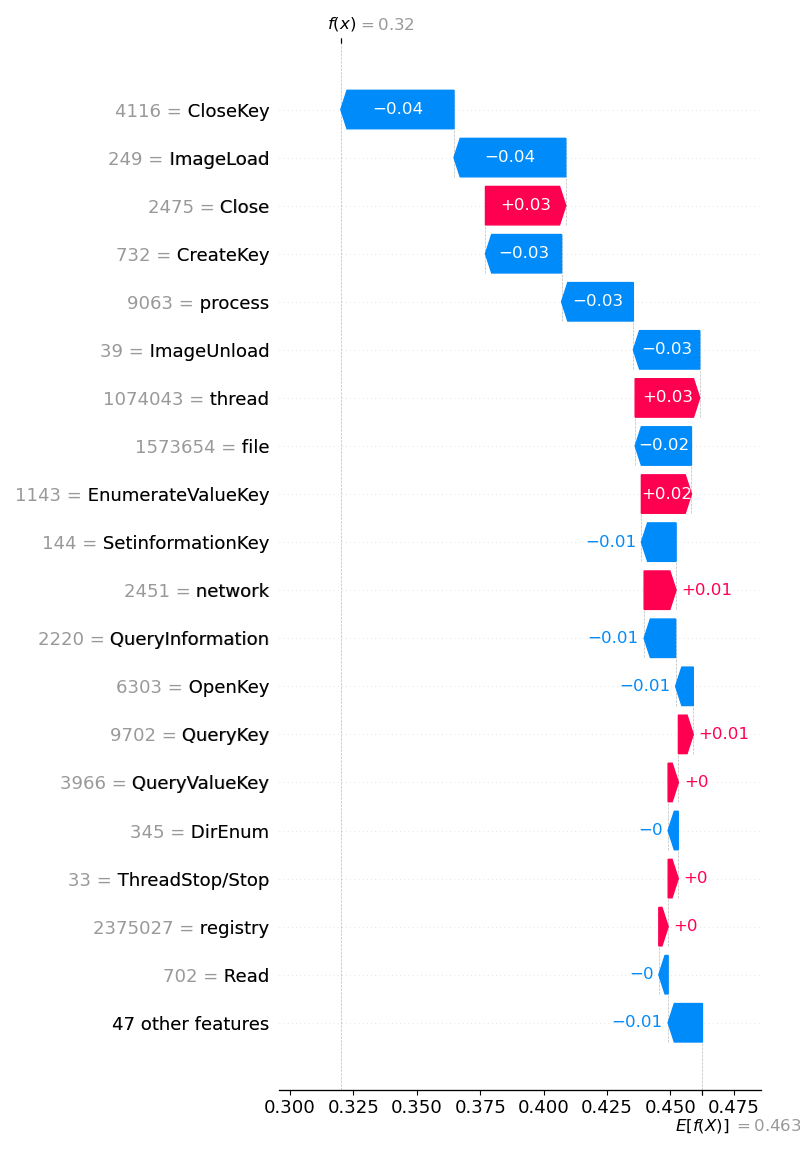 f(x) = 0.32
4116 = CloseKey −0.04
249 = ImageLoad −0.04
2475 = Close +0.03
732 = CreateKey −0.03
9063 = process −0.03
39 = ImageUnload −0.03
1074043 = thread +0.03
1573654 = file −0.02
1143 = EnumerateValueKey +0.02
144 = SetinformationKey −0.01
2451 = network +0.01
2220 = QueryInformation −0.01
6303 = OpenKey −0.01
9702 = QueryKey +0.01
3966 = QueryValueKey +0
345 = DirEnum −0
33 = ThreadStop/Stop +0
2375027 = registry +0
702 = Read −0
47 other features −0.01
0.300 0.325 0.350 0.375 0.400 0.425 0.450 0.475
E[f(X)] = 0.463